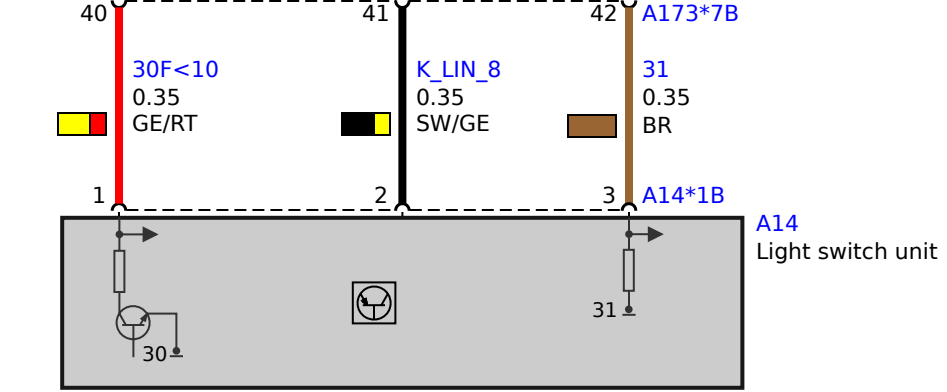 40 41 42 A173*7B
30F<10 K_LIN_8 31
0.35 0.35 0.35
GE/RT SW/GE BR
1 2 3 A14*1B
A14
Light switch unit
31
30